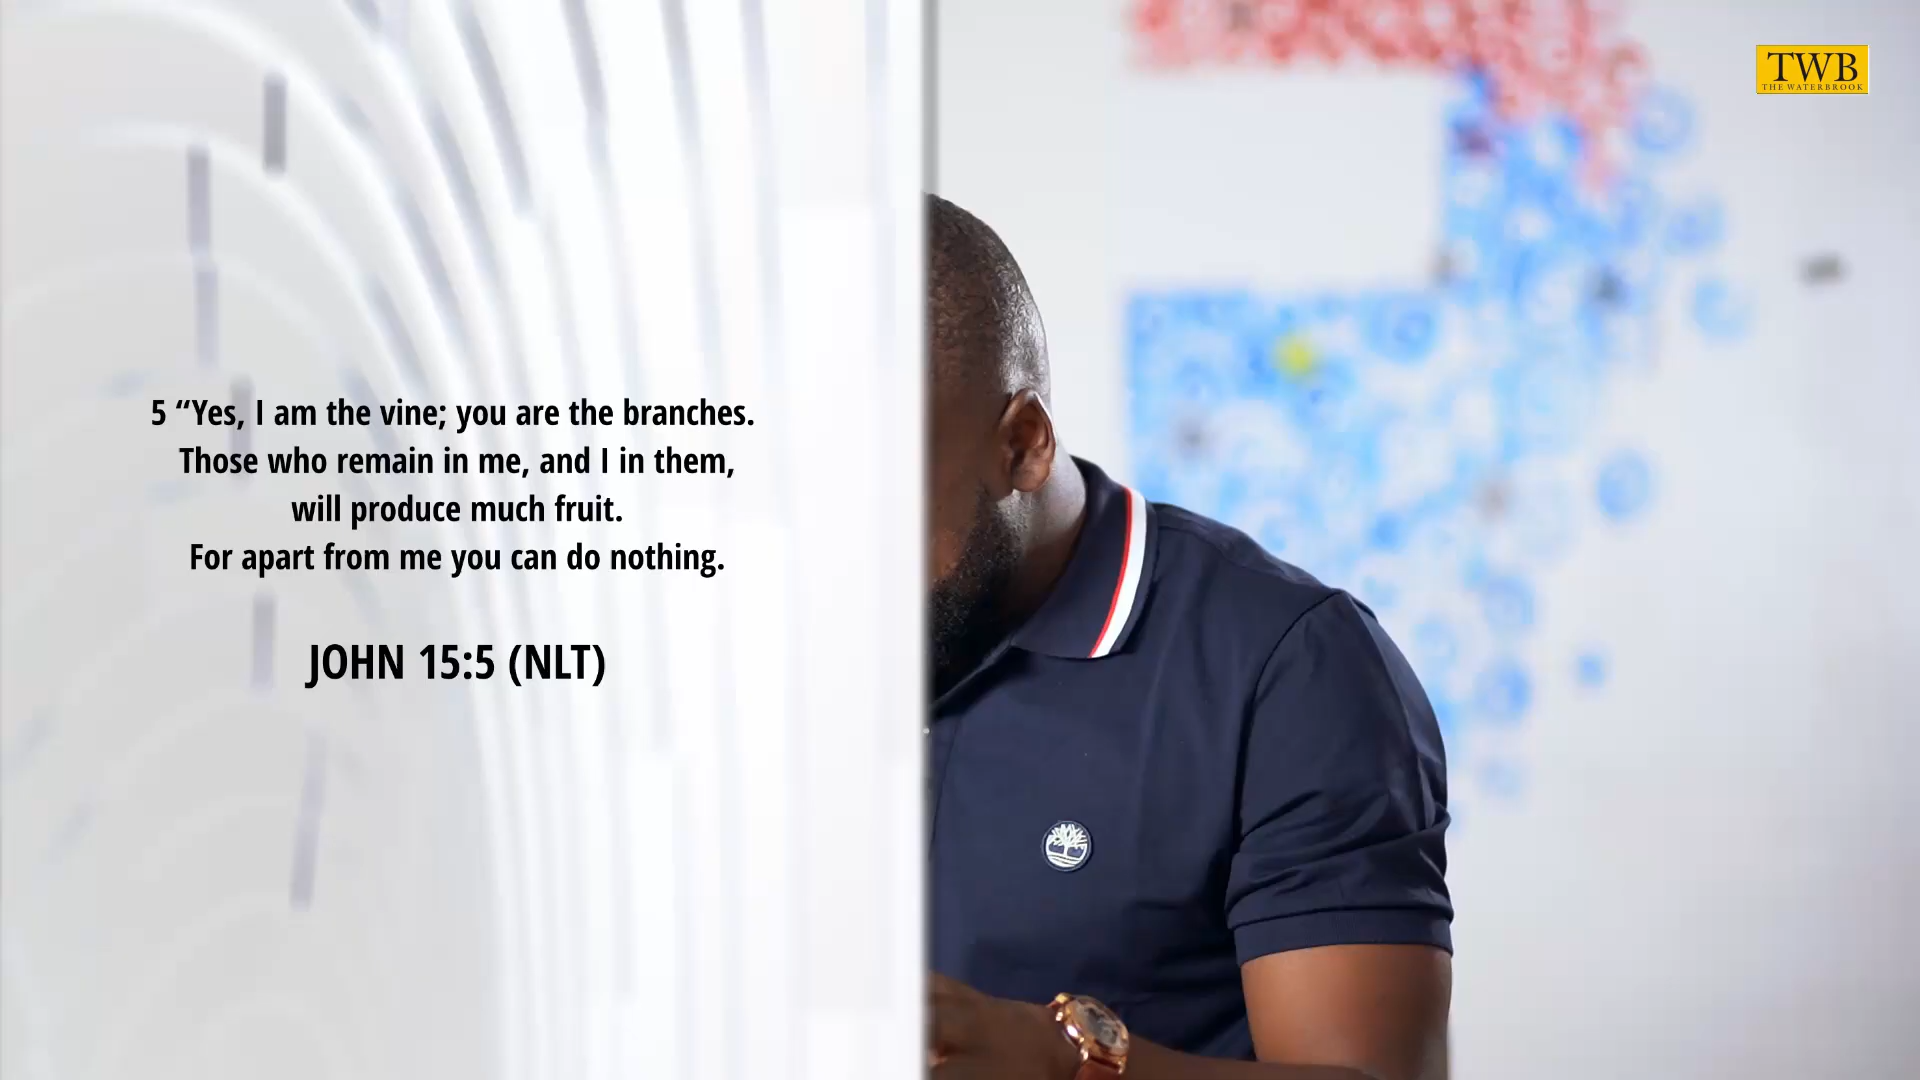 TWB
THE WATERBROOK
5 “Yes, I am the vine; you are the branches.
Those who remain in me, and I in them,
will produce much fruit.
For apart from me you can do nothing.
JOHN 15:5 (NLT)